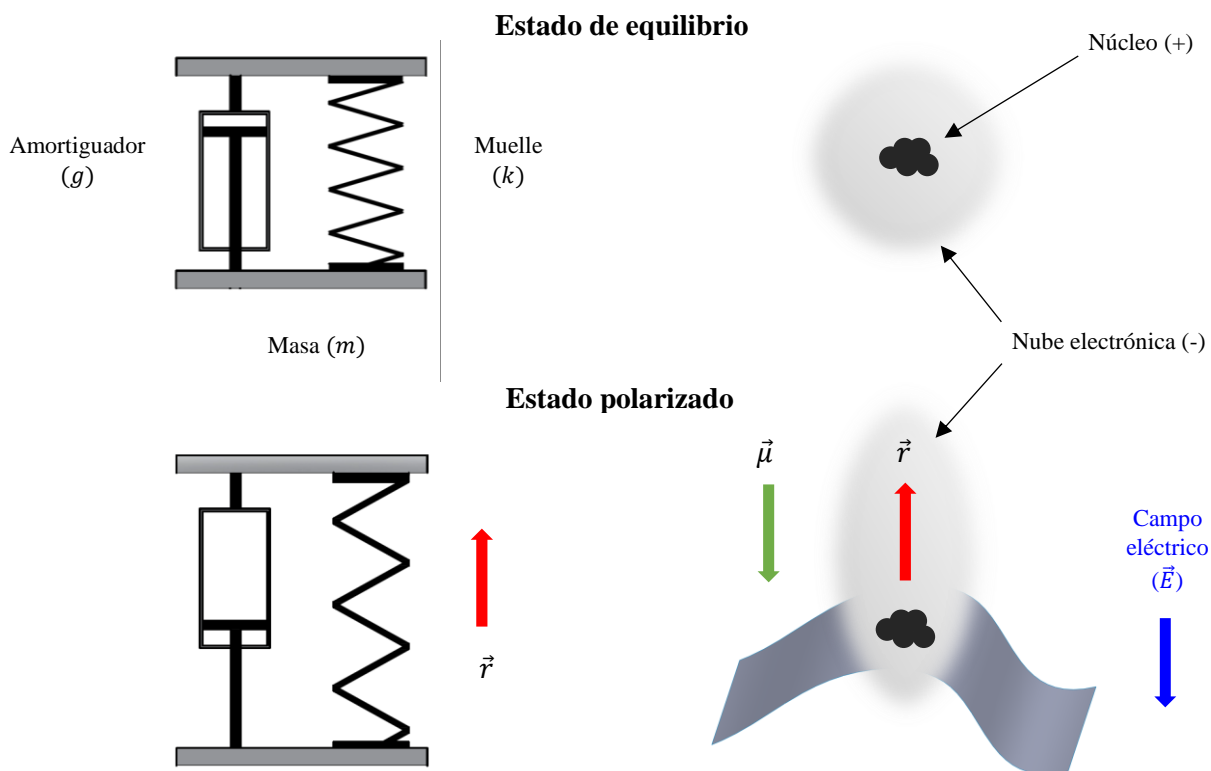 Estado de equilibrio
Núcleo (+)
Amortiguador
(𝑔)
Muelle
(𝑘)
Masa (𝑚)
Nube electrónica (-)
Estado polarizado
𝜇⃗
𝑟⃗
Campo
eléctrico
(𝐸⃗)
𝑟⃗